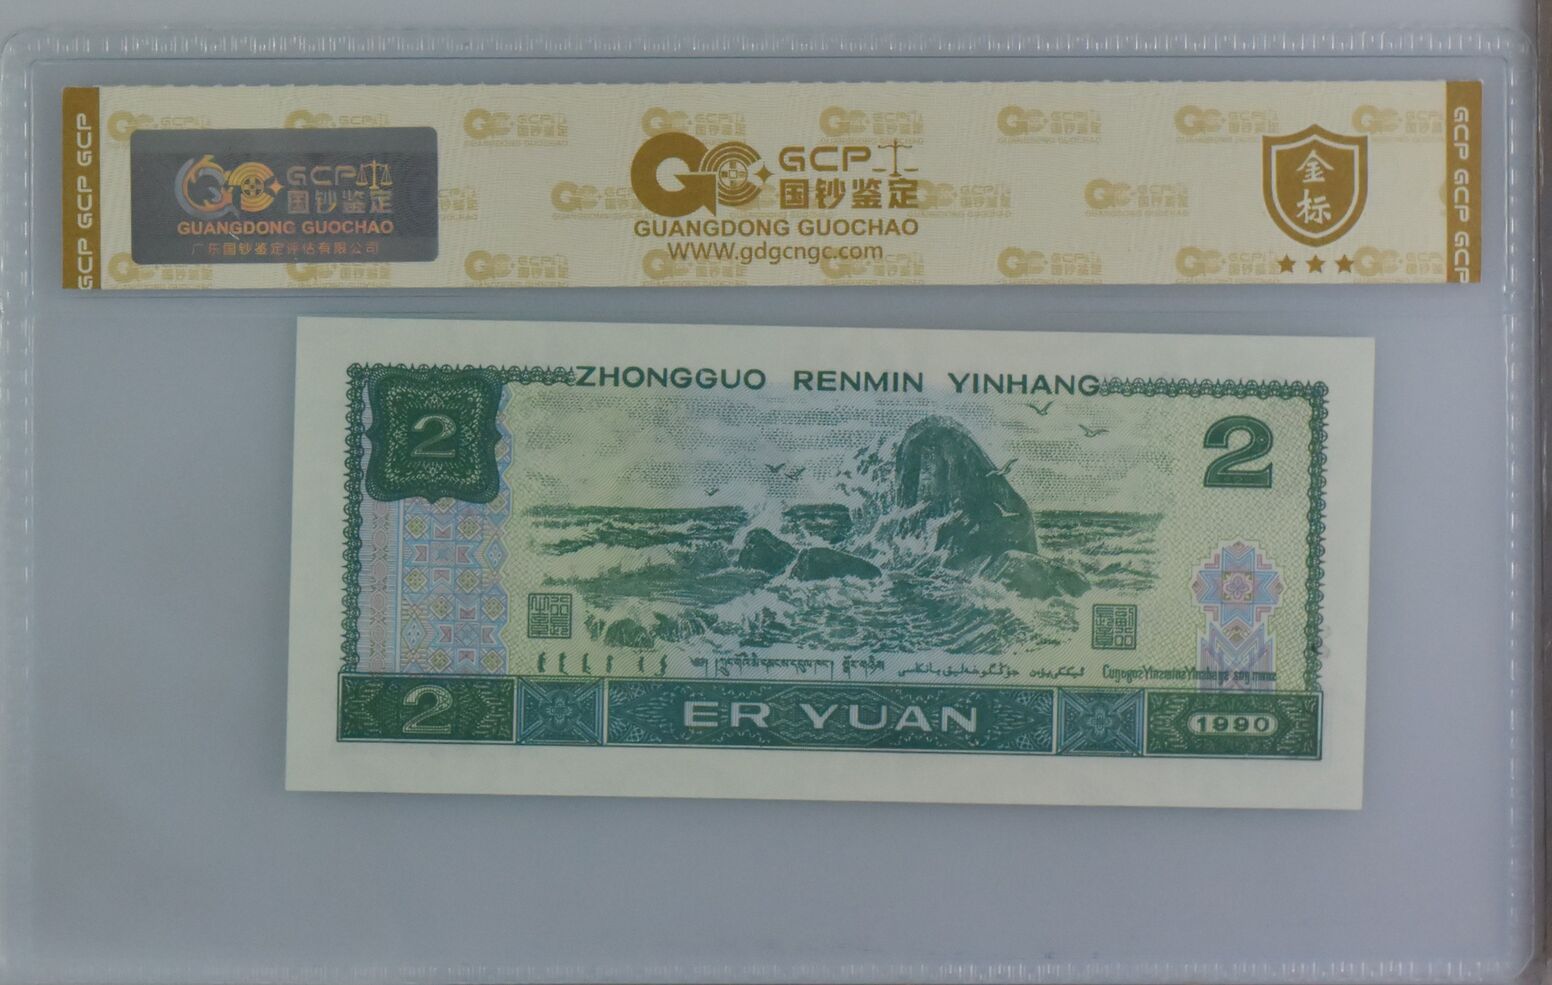 GCP GCP GCP
GCP 国钞鉴定
GUANGDONG GUOCHAO
广东国钞鉴定评估有限公司
GCP
国钞鉴定
GUANGDONG GUOCHAO
WWW.gdgcngc.com
金标
GCP GCP GCP
ZHONGGUO RENMIN YINHANG
2
2
2
ER YUAN
1990